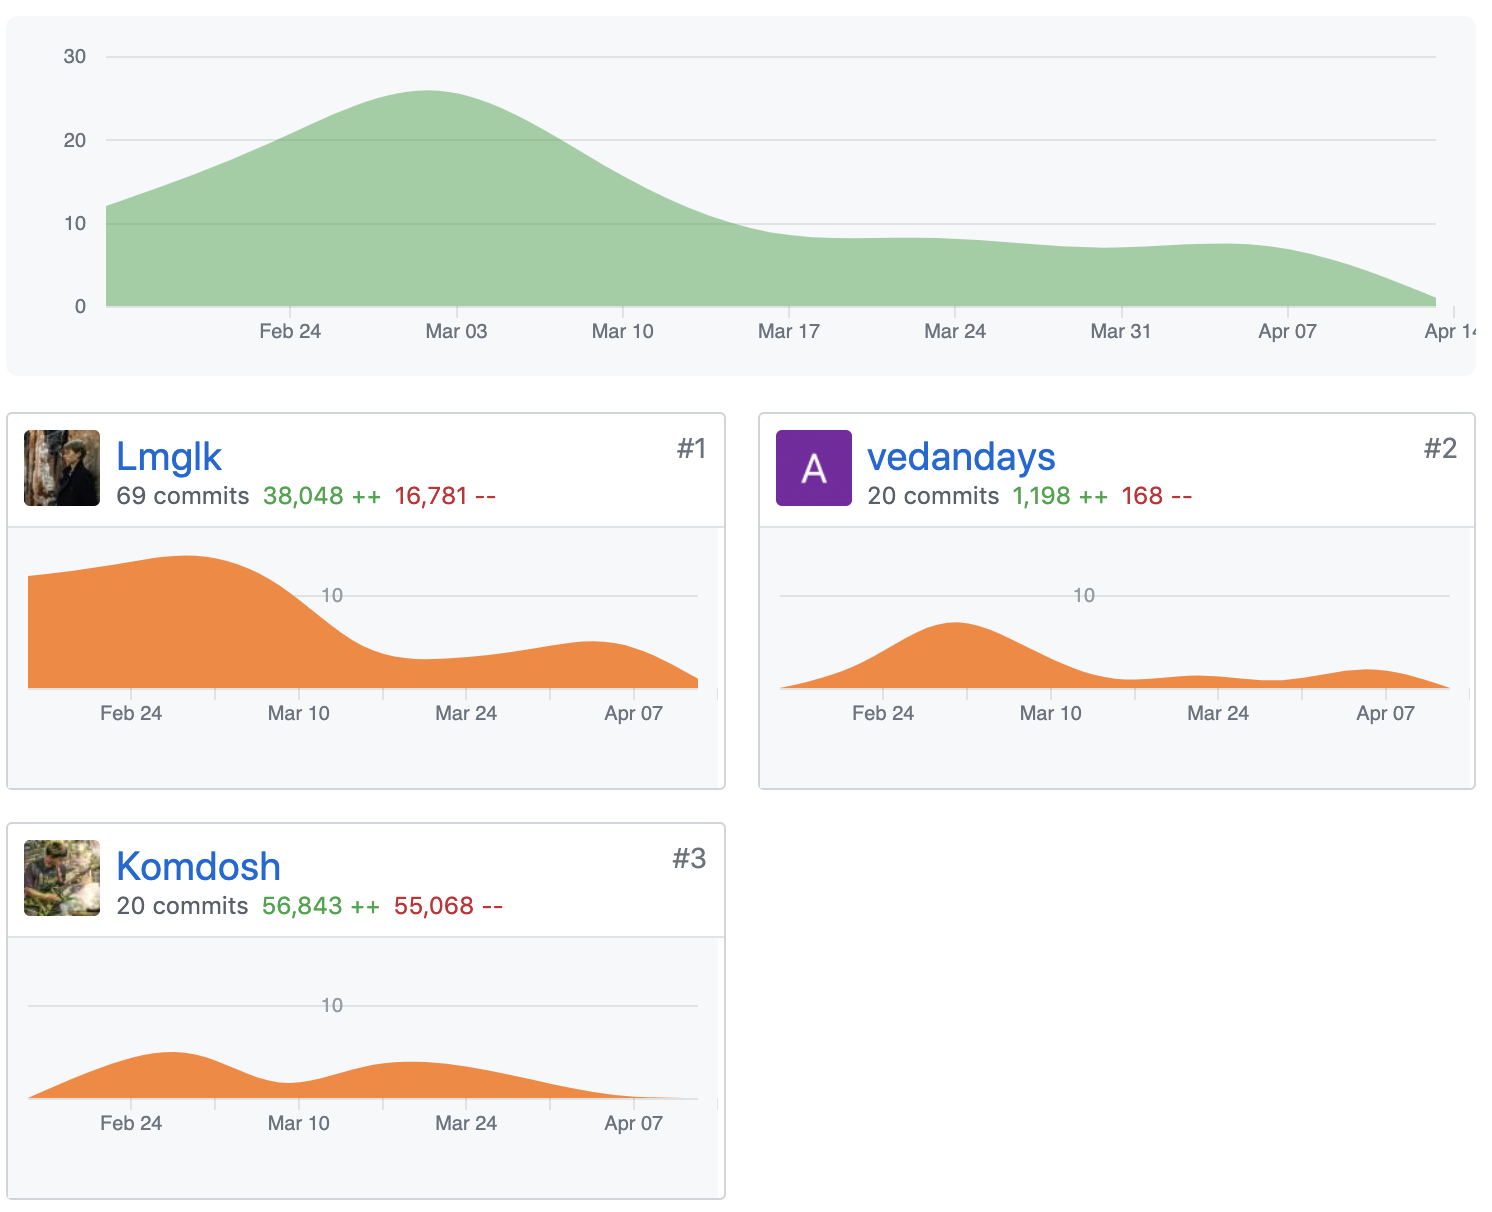 30
20
10
0
Feb 24 Mar 03 Mar 10 Mar 17 Mar 24 Mar 31 Apr 07 Apr 14
Lmglk #1
69 commits 38,048 ++ 16,781 --
10
Feb 24 Mar 10 Mar 24 Apr 07
A vedandays #2
20 commits 1,198 ++ 168 --
10
Feb 24 Mar 10 Mar 24 Apr 07
Komdosh #3
20 commits 56,843 ++ 55,068 --
10
Feb 24 Mar 10 Mar 24 Apr 07